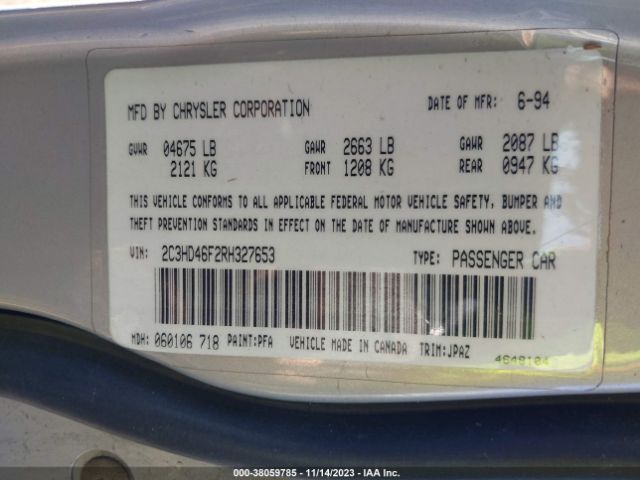 MFD BY CHRYSLER CORPORATION DATE OF MFR: 6-94
GVWR 04675 LB GAWR 2663 LB GAWR 2087 LB
2121 KG FRONT 1208 KG REAR 0947 KG
THIS VEHICLE CONFORMS TO ALL APPLICABLE FEDERAL MOTOR VEHICLE SAFETY, BUMPER AND
THEFT PREVENTION STANDARDS IN EFFECT ON THE DATE OF MANUFACTURE SHOWN ABOVE.
VIN: 2C3HD46F2RH327653 TYPE: PASSENGER CAR
MDH: 060106 718 PAINT:PFA VEHICLE MADE IN CANADA TRIM:JPAZ
4648104
AUCTION DATE - 38059785 - 11/14/2023 - IAA Inc.